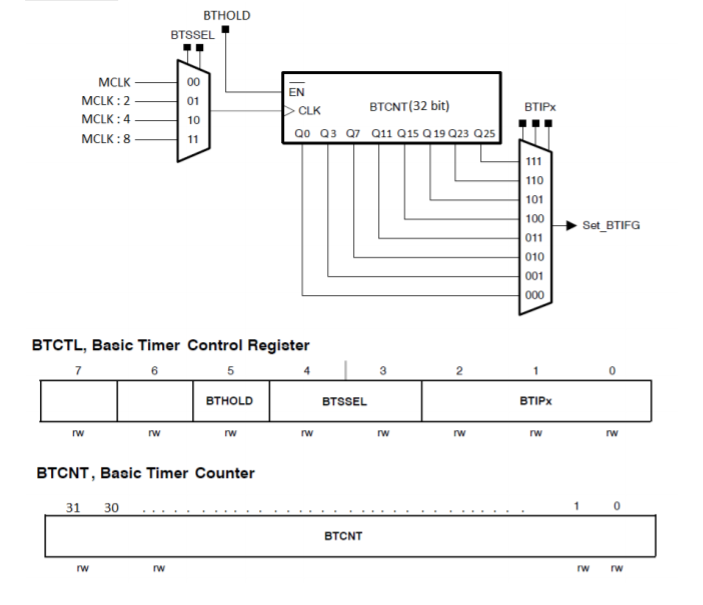 BTHOLD
BTSSEL
MCLK
MCLK : 2
MCLK : 4
MCLK : 8
00
01
10
11
EN
CLK
BTCNT(32 bit)
Q0 Q3 Q7 Q11 Q15 Q19 Q23 Q25
BTIPx
111
110
101
100
011
010
001
000
Set_BTIFG
BTCTL, Basic Timer Control Register
7 6 5 4 3 2 1 0
BTHOLD BTSSEL BTIPx
rw rw rw rw rw rw rw rw
BTCNT, Basic Timer Counter
31 30 . . . . . . . . . . . . . . . . . . . . . . . . . . . . . . 1 0
BTCNT
rw rw rw rw